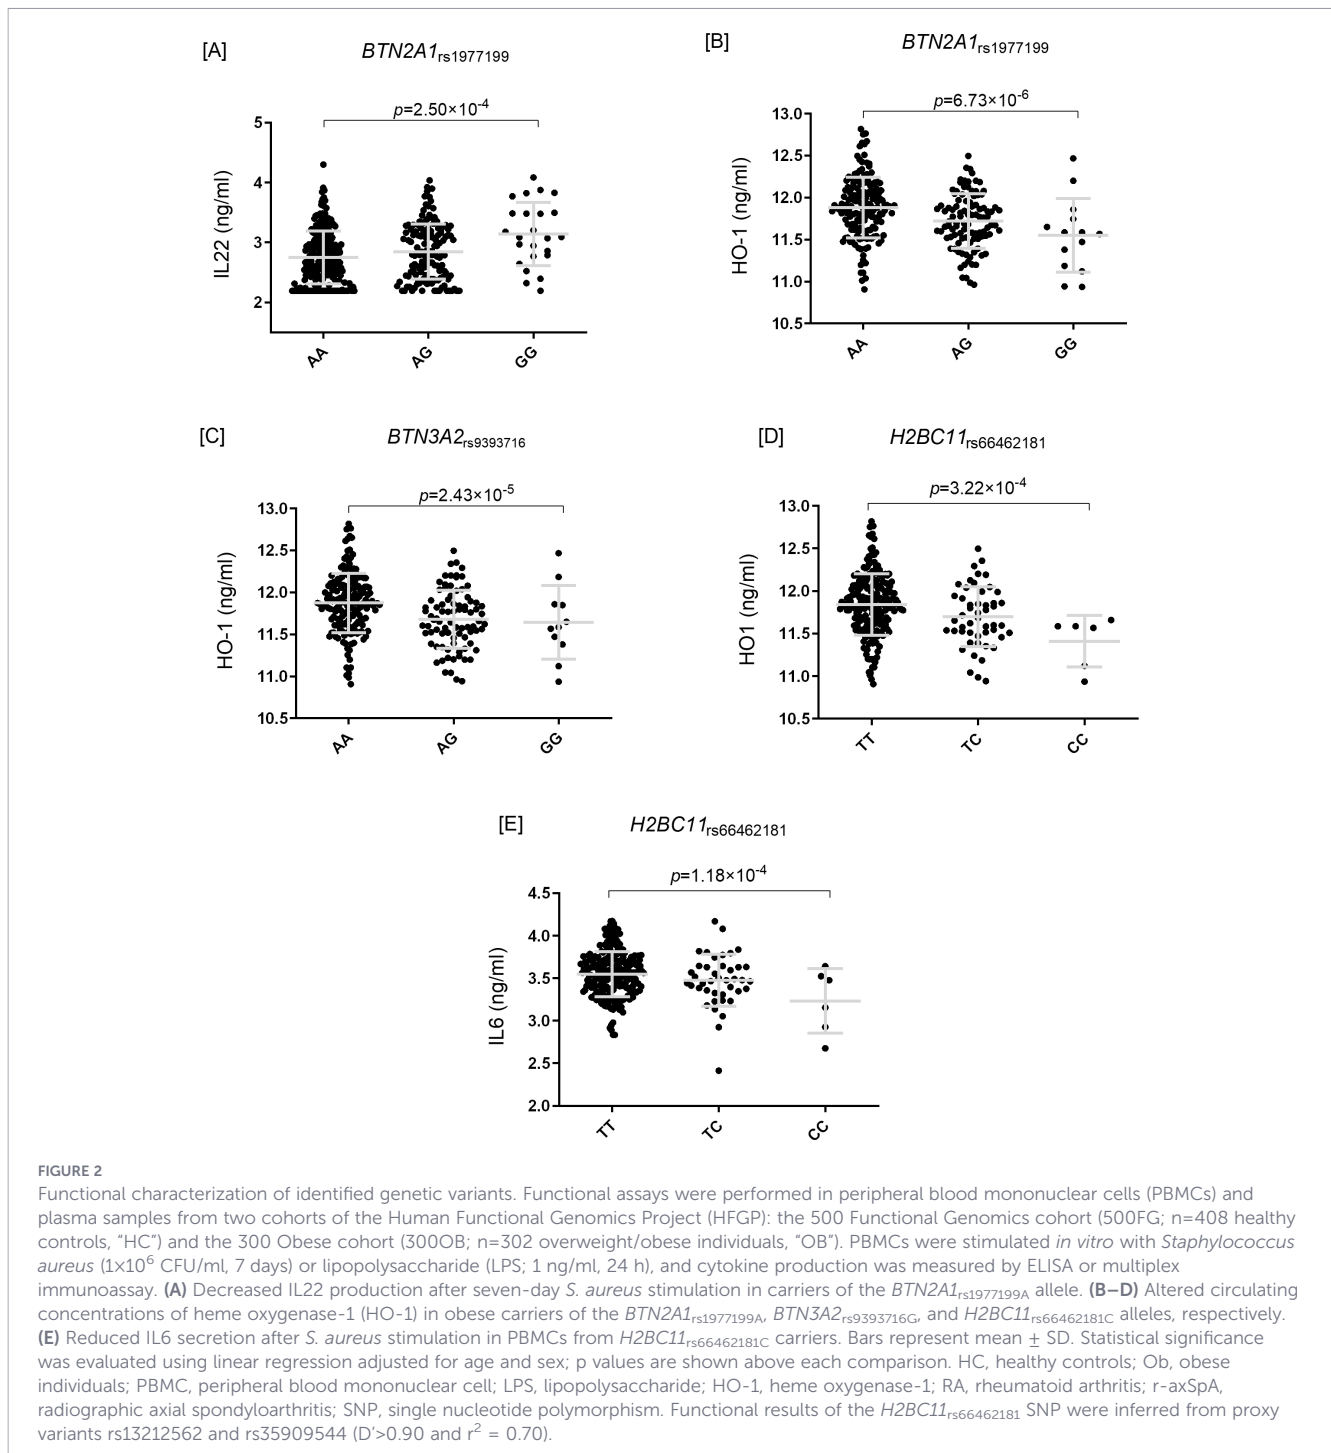 [A]
BTN2A1rs1977199
p=2.50×10-4
5
4
3
2
IL22 (ng/ml)
AA
AG
GG
[B]
BTN2A1rs1977199
p=6.73×10-6
13.0
12.5
12.0
11.5
11.0
10.5
HO-1 (ng/ml)
AA
AG
GG
[C]
BTN3A2rs9393716
p=2.43×10-5
13.0
12.5
12.0
11.5
11.0
10.5
HO-1 (ng/ml)
AA
AG
GG
[D]
H2BC11rs66462181
p=3.22×10-4
13.0
12.5
12.0
11.5
11.0
10.5
HO1 (ng/ml)
TT
TC
CC
[E]
H2BC11rs66462181
p=1.18×10-4
4.5
4.0
3.5
3.0
2.5
2.0
IL6 (ng/ml)
TT
TC
CC
FIGURE 2
Functional characterization of identified genetic variants. Functional assays were performed in peripheral blood mononuclear cells (PBMCs) and
plasma samples from two cohorts of the Human Functional Genomics Project (HFGP): the 500 Functional Genomics cohort (500FG; n=408 healthy
controls, “HC”) and the 300 Obese cohort (300OB; n=302 overweight/obese individuals, “OB”). PBMCs were stimulated in vitro with Staphylococcus
aureus (1×106 CFU/ml, 7 days) or lipopolysaccharide (LPS; 1 ng/ml, 24 h), and cytokine production was measured by ELISA or multiplex
immunoassay. (A) Decreased IL22 production after seven-day S. aureus stimulation in carriers of the BTN2A1rs1977199A allele. (B–D) Altered circulating
concentrations of heme oxygenase-1 (HO-1) in obese carriers of the BTN2A1rs1977199A, BTN3A2rs9393716G, and H2BC11rs66462181C alleles, respectively.
(E) Reduced IL6 secretion after S. aureus stimulation in PBMCs from H2BC11rs66462181C carriers. Bars represent mean ± SD. Statistical significance
was evaluated using linear regression adjusted for age and sex; p values are shown above each comparison. HC, healthy controls; Ob, obese
individuals; PBMC, peripheral blood mononuclear cell; LPS, lipopolysaccharide; HO-1, heme oxygenase-1; RA, rheumatoid arthritis; r-axSpA,
radiographic axial spondyloarthritis; SNP, single nucleotide polymorphism. Functional results of the H2BC11rs66462181 SNP were inferred from proxy
variants rs13212562 and rs35909544 (D’>0.90 and r2 = 0.70).